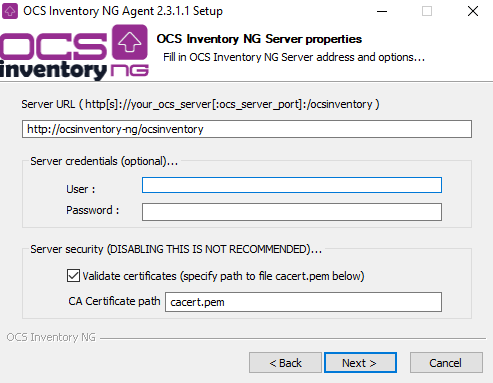 OCS Inventory NG Agent 2.3.1.1 Setup
OCS
inventory NG
OCS Inventory NG Server properties
Fill in OCS Inventory NG Server address and options...
Server URL ( http[s]://your_ocs_server[:ocs_server_port]:/ocsinventory )
http://ocsinventory-ng/ocsinventory
Server credentials (optional)...
User :
Password :
Server security (DISABLING THIS IS NOT RECOMMENDED)...
Validate certificates (specify path to file cacert.pem below)
CA Certificate path
cacert.pem
OCS Inventory NG
< Back
Next >
Cancel